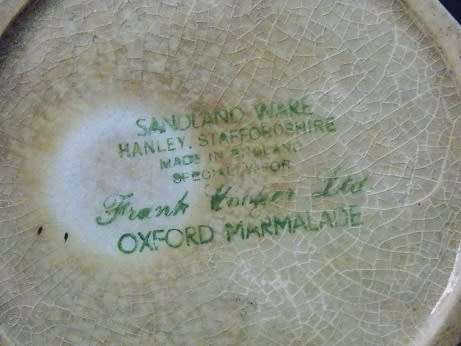 SANDLAND WARE
HANLEY, STAFFORDSHIRE
MADE IN ENGLAND
SPECIALLY FOR
Frank Cooper Ltd
OXFORD MARMALADE